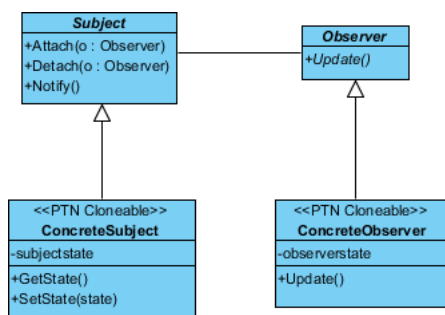 Subject
+Attach(o : Observer)
+Detach(o : Observer)
+Notify()
Observer
+Update()
<<PTN Cloneable>>
ConcreteSubject
-subjectstate
+GetState()
+SetState(state)
<<PTN Cloneable>>
ConcreteObserver
-observerstate
+Update()